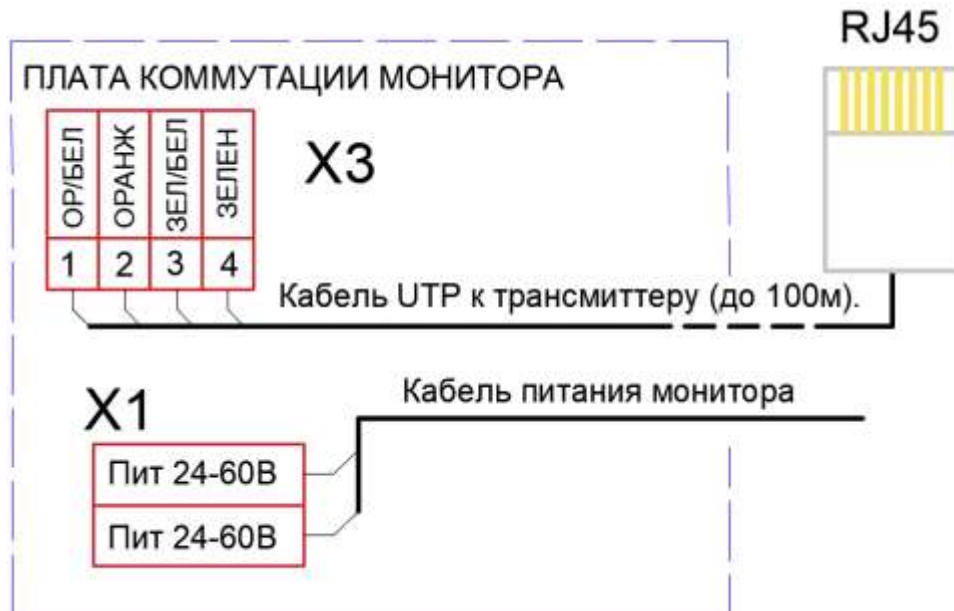 RJ45
ПЛАТА КОММУТАЦИИ МОНИТОРА
ОР/БЕЛ
ОРАНЖ
ЗЕЛ/БЕЛ
ЗЕЛЕН
X3
1 2 3 4
Кабель UTP к трансмиттеру (до 100м).
X1
Кабель питания монитора
Пит 24-60В
Пит 24-60В